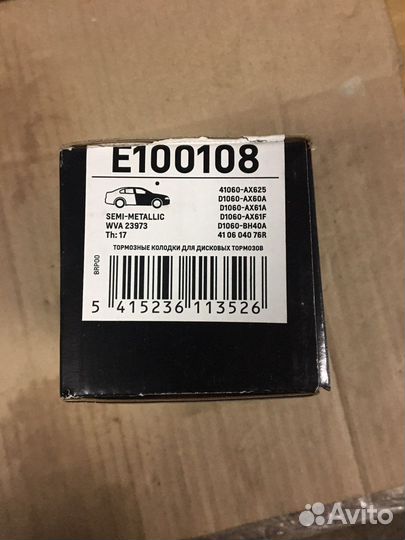 E100108
41060-AX625
D1060-AX60A
D1060-AX61A
D1060-AX61F
D1060-BH40A
41 06 040 76R
SEMI-METALLIC
WVA 23973
Th: 17
ТОРМОЗНЫЕ КОЛОДКИ ДЛЯ ДИСКОВЫХ ТОРМОЗОВ
BRP00
5 415236 113526
Avito